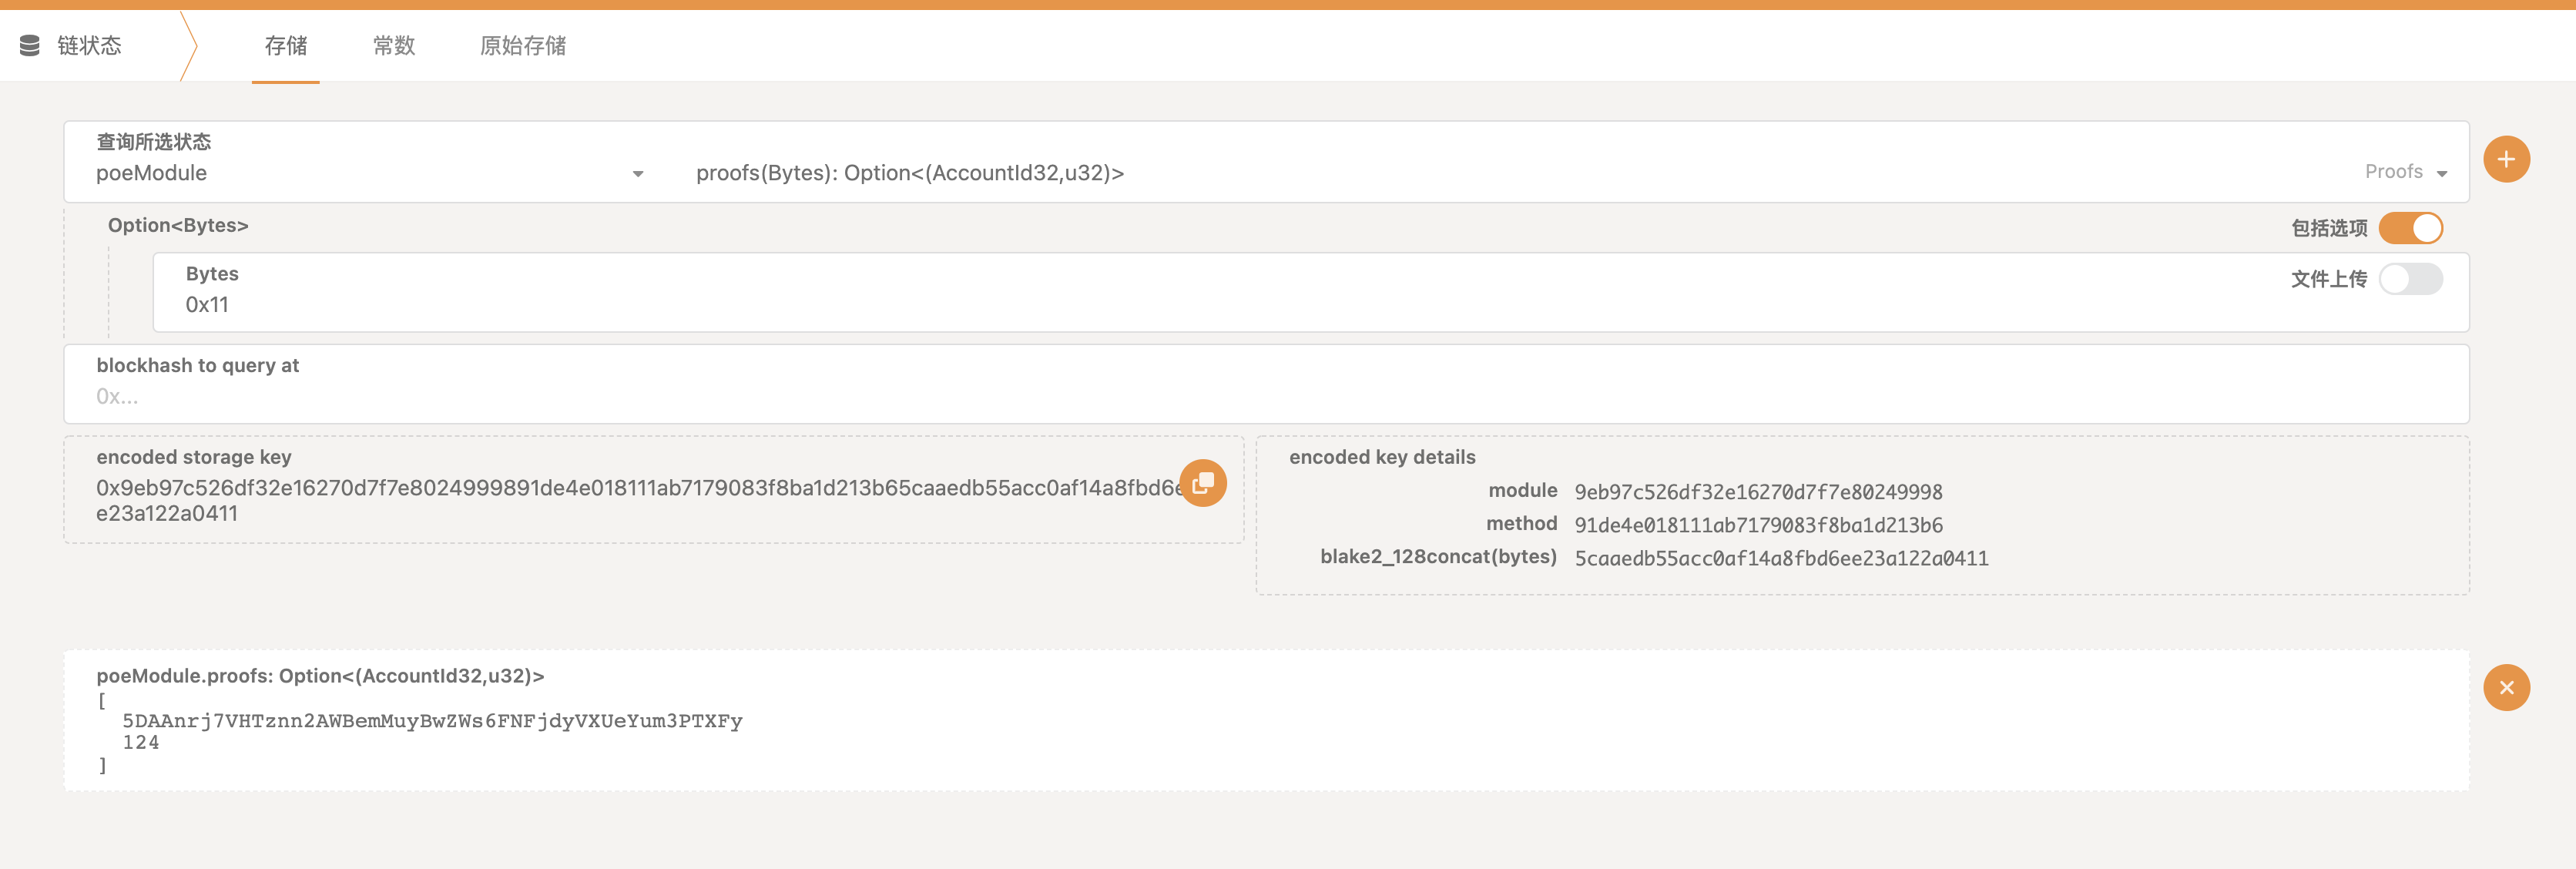 链状态
存储
常数
原始存储
查询所选状态
poeModule
proofs(Bytes): Option<(AccountId32,u32)>
Proofs
Option<Bytes>
包括选项
Bytes
0x11
文件上传
blockhash to query at
0x...
encoded storage key
0x9eb97c526df32e16270d7f7e8024999891de4e018111ab7179083f8ba1d213b65caaedb55acc0af14a8fbd6e
e23a122a0411
encoded key details
module 9eb97c526df32e16270d7f7e80249998
method 91de4e018111ab7179083f8ba1d213b6
blake2_128concat(bytes) 5caaedb55acc0af14a8fbd6ee23a122a0411
poeModule.proofs: Option<(AccountId32,u32)>
[
5DAAnrj7VHTznn2AWBemMuyBwZWs6FNFjdyVXUeYum3PTXFy
124
]